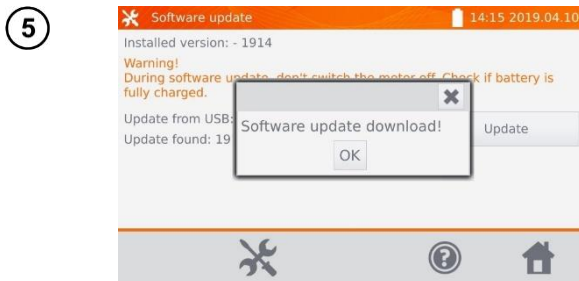 5
Software update
14:15 2019.04.10
Installed version: - 1914
Warning!
During software update, don't switch the meter off. Check if battery is
fully charged.
Update from USB:
Update found: 19
Software update download!
OK
Update